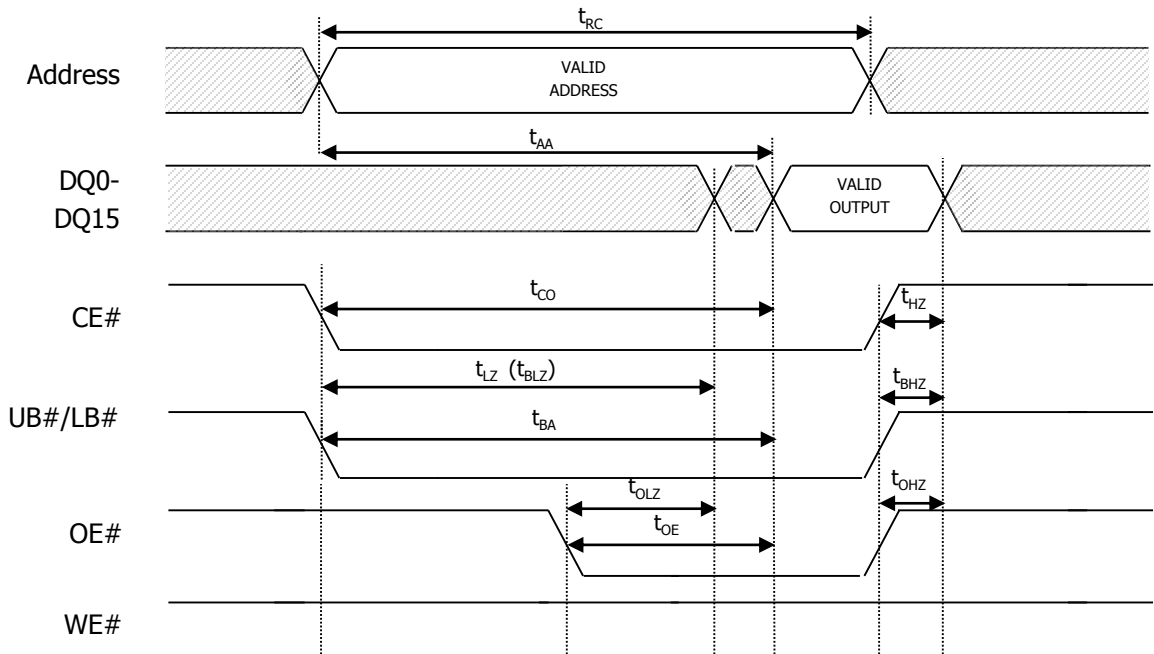 tRC
Address
VALID
ADDRESS
tAA
DQ0-
DQ15
VALID
OUTPUT
CE#
tCO
tHZ
tLZ (tBLZ)
tBHZ
UB#/LB#
tBA
tOLZ
tOHZ
OE#
tOE
WE#